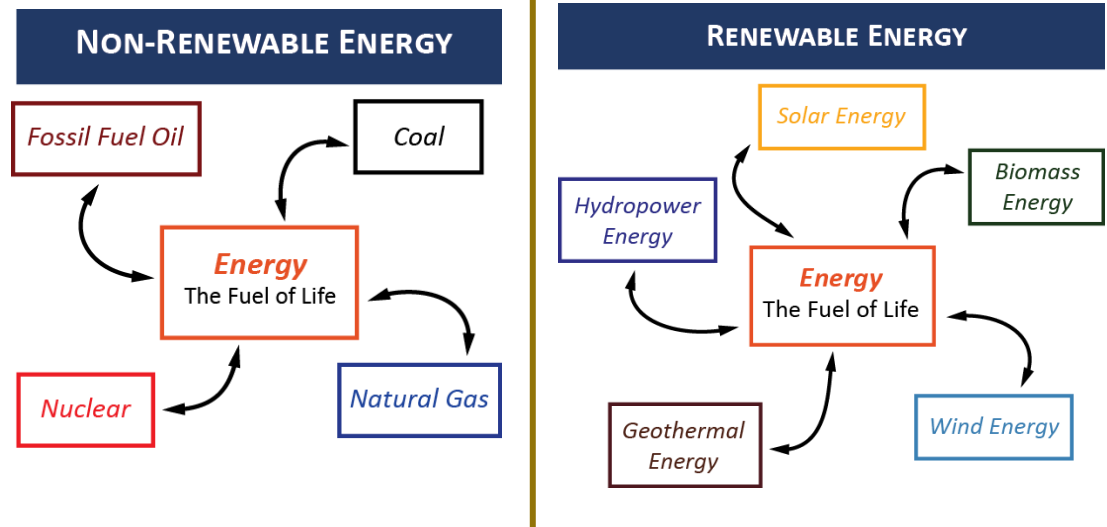 NON-RENEWABLE ENERGY
Fossil Fuel Oil
Coal
Energy
The Fuel of Life
Nuclear
Natural Gas
RENEWABLE ENERGY
Solar Energy
Biomass
Energy
Hydropower
Energy
Energy
The Fuel of Life
Geothermal
Energy
Wind Energy